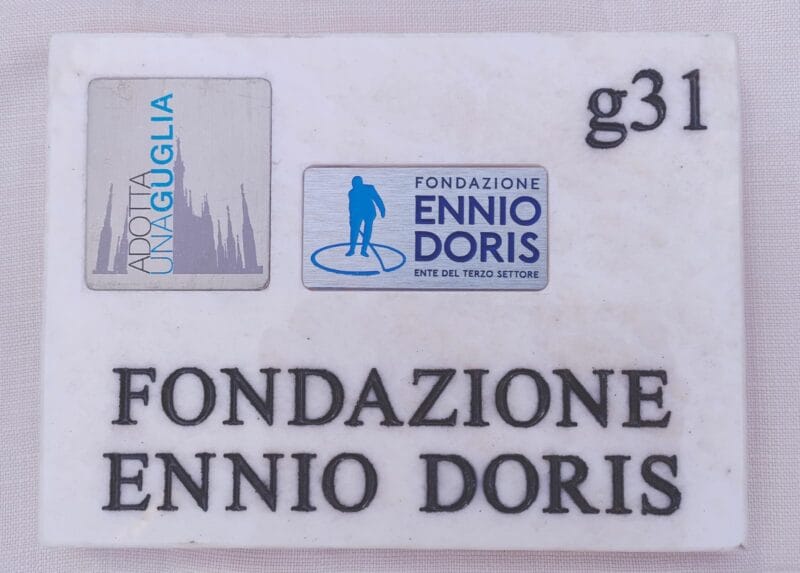 g31
ADOTTA
UNAGUGLIA
FONDAZIONE
ENNIO
DORIS
ENTE DEL TERZO SETTORE
FONDAZIONE
ENNIO DORIS